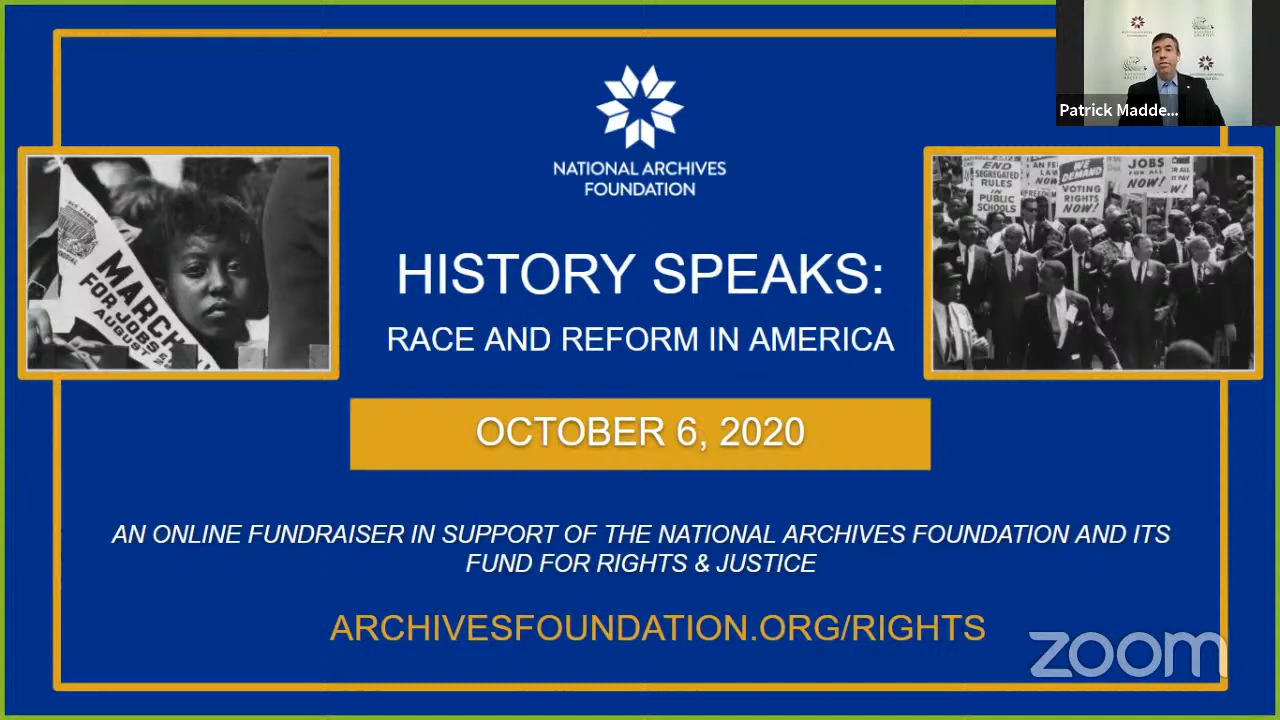 NATIONAL ARCHIVES
FOUNDATION
Patrick Madde...
MARCH
FOR JOBS
AUGUST
END
SEGREGATED
RULES
IN
PUBLIC
SCHOOLS
WE
DEMAND
VOTING
RIGHTS
NOW!
JOBS
FOR ALL
NOW!
HISTORY SPEAKS:
RACE AND REFORM IN AMERICA
OCTOBER 6, 2020
AN ONLINE FUNDRAISER IN SUPPORT OF THE NATIONAL ARCHIVES FOUNDATION AND ITS
FUND FOR RIGHTS & JUSTICE
ARCHIVESFOUNDATION.ORG/RIGHTS
zoom